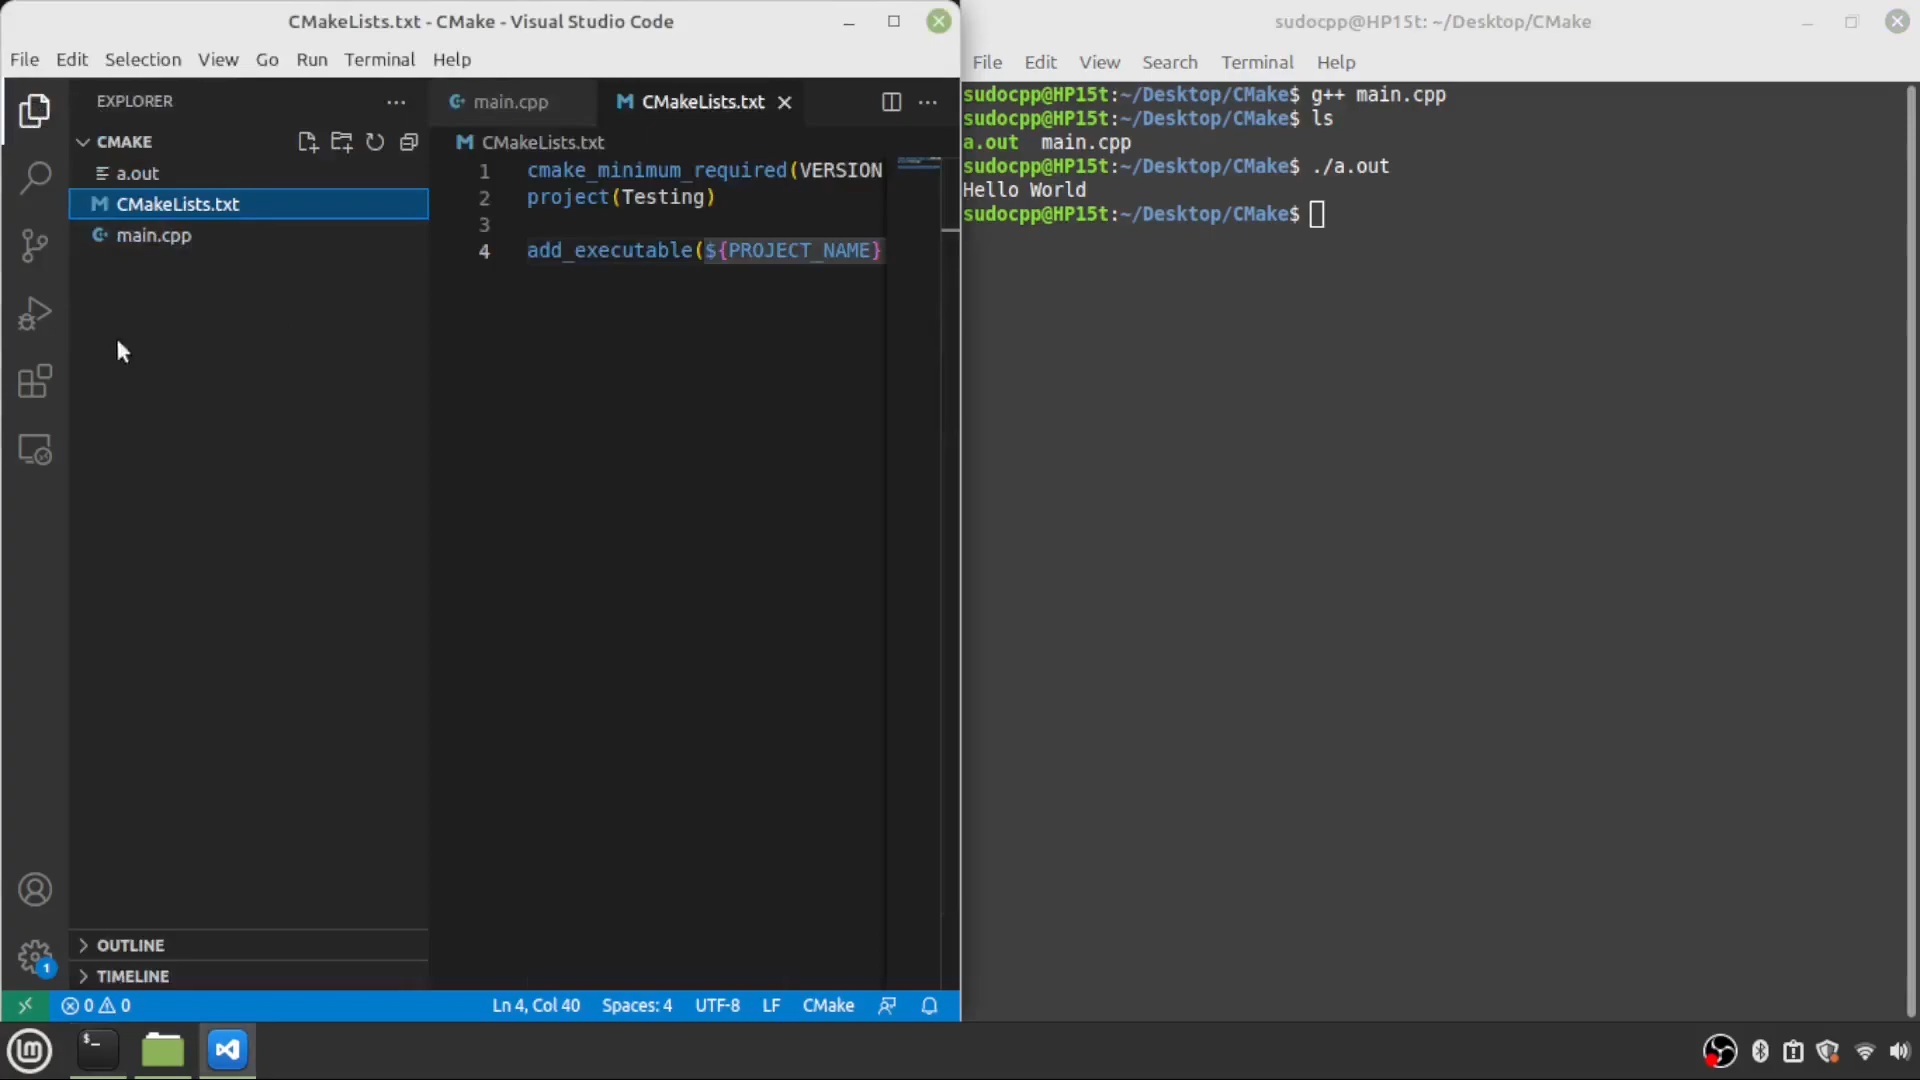 CMakeLists.txt - CMake - Visual Studio Code
File Edit Selection View Go Run Terminal Help
EXPLORER
CMAKE
a.out
CMakeLists.txt
main.cpp
OUTLINE
TIMELINE
main.cpp CMakeLists.txt
CMakeLists.txt
1 cmake_minimum_required(VERSION
2 project(Testing)
3
4 add_executable(${PROJECT_NAME}
1
0 0 Ln 4, Col 40 Spaces: 4 UTF-8 LF CMake
sudocpp@HP15t: ~/Desktop/CMake
File Edit View Search Terminal Help
sudocpp@HP15t:~/Desktop/CMake$ g++ main.cpp
sudocpp@HP15t:~/Desktop/CMake$ ls
a.out main.cpp
sudocpp@HP15t:~/Desktop/CMake$ ./a.out
Hello World
sudocpp@HP15t:~/Desktop/CMake$